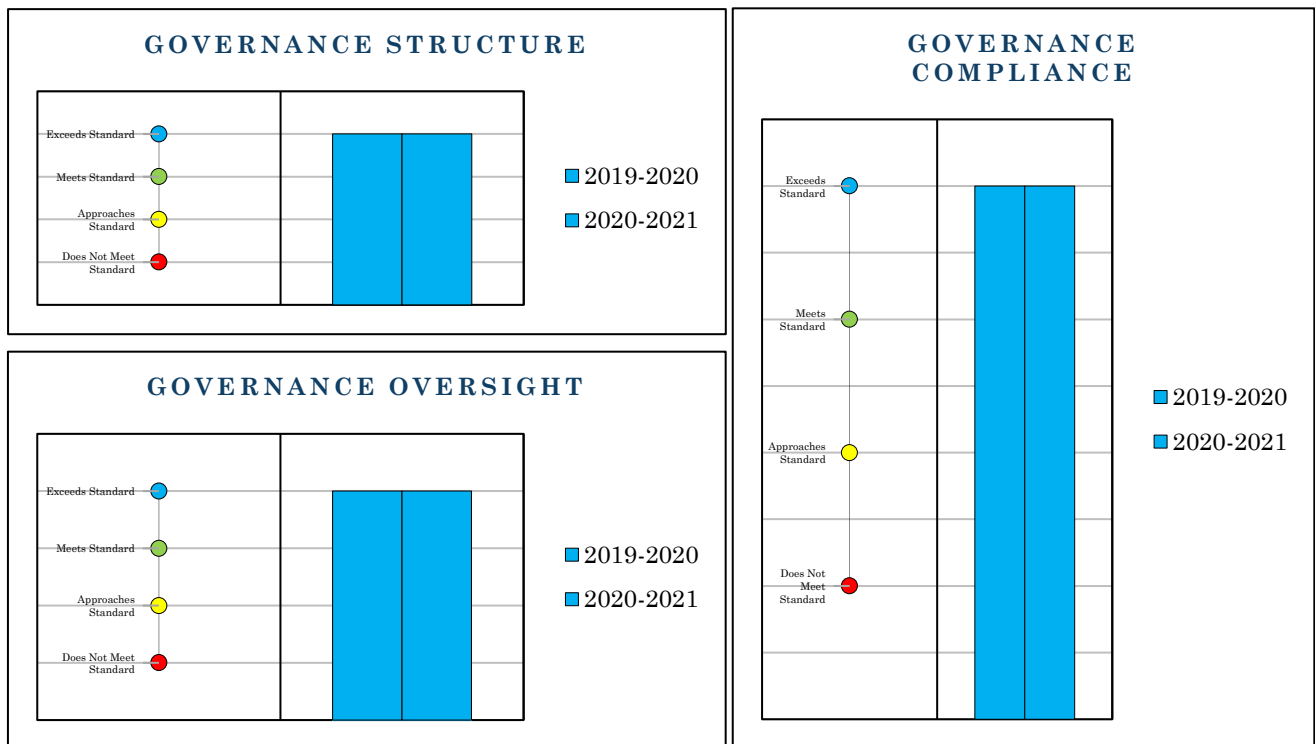 GOVERNANCE STRUCTURE
Exceeds Standard
Meets Standard
Approaches
Standard
Does Not Meet
Standard
2019-2020
2020-2021
GOVERNANCE OVERSIGHT
Exceeds Standard
Meets Standard
Approaches
Standard
Does Not Meet
Standard
2019-2020
2020-2021
GOVERNANCE
COMPLIANCE
Exceeds
Standard
Meets
Standard
Approaches
Standard
Does Not
Meet
Standard
2019-2020
2020-2021